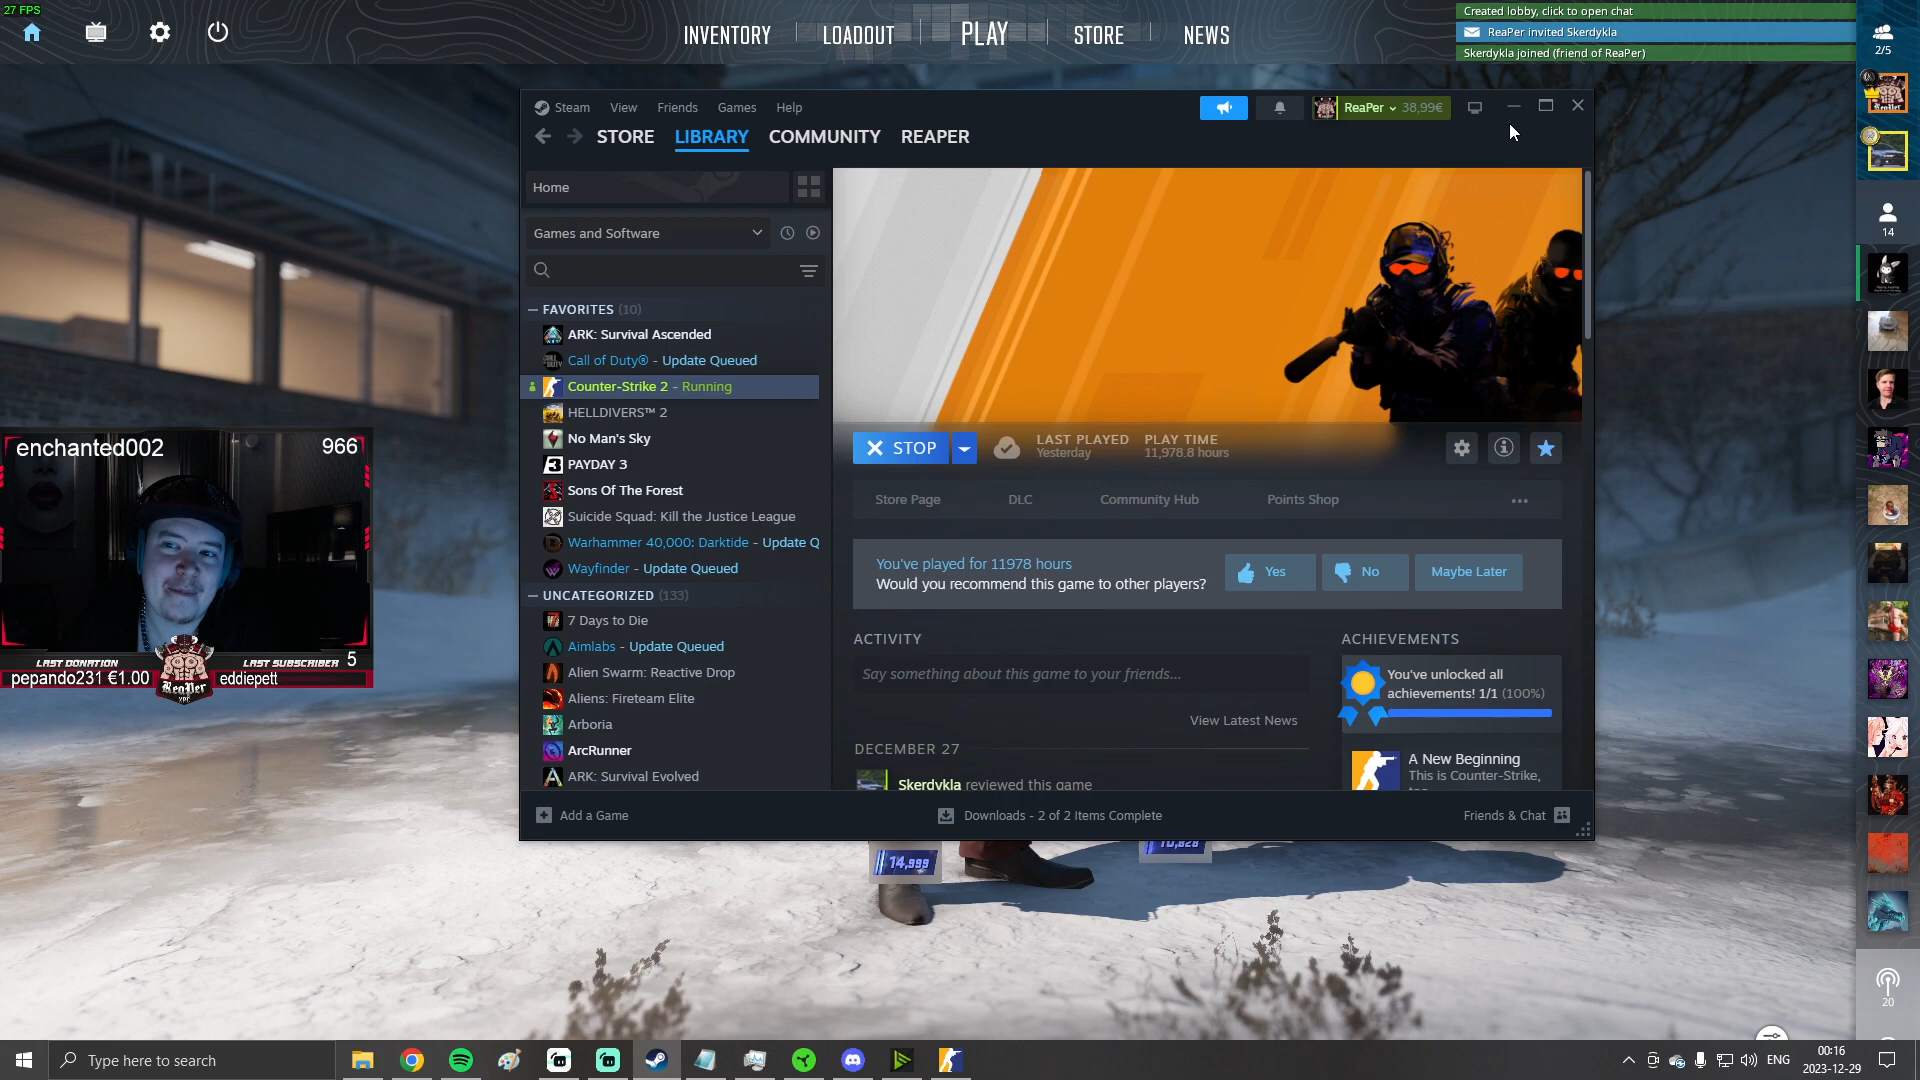 27 FPS
INVENTORY
LOADOUT
PLAY
STORE
NEWS
Created lobby, click to open chat
ReaPer invited Skerdykla
Skerdykla joined (friend of ReaPer)
2/5
14
20
Steam View Friends Games Help
ReaPer 38,99€
STORE LIBRARY COMMUNITY REAPER
Home
Games and Software
— FAVORITES (10)
ARK: Survival Ascended
Call of Duty® - Update Queued
Counter-Strike 2 - Running
HELLDIVERS™ 2
No Man's Sky
PAYDAY 3
Sons Of The Forest
Suicide Squad: Kill the Justice League
Warhammer 40,000: Darktide - Update Q
Wayfinder - Update Queued
— UNCATEGORIZED (133)
7 Days to Die
Aimlabs - Update Queued
Alien Swarm: Reactive Drop
Aliens: Fireteam Elite
Arboria
ArcRunner
ARK: Survival Evolved
STOP
LAST PLAYED
Yesterday
PLAY TIME
11,978.8 hours
Store Page DLC Community Hub Points Shop
You've played for 11978 hours
Would you recommend this game to other players?
Yes
No
Maybe Later
ACTIVITY
Say something about this game to your friends...
View Latest News
DECEMBER 27
Skerdykla reviewed this game
ACHIEVEMENTS
You've unlocked all
achievements! 1/1 (100%)
A New Beginning
This is Counter-Strike,
Add a Game
Downloads - 2 of 2 Items Complete
Friends & Chat
enchanted002
966
LAST DONATION
pepando231 €1.00
ReaPer
LAST SUBSCRIBER 5
eddiepett
14,999
Type here to search
ENG
00:16
2023-12-29